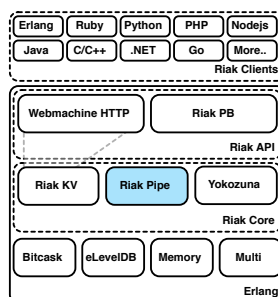 Erlang Ruby Python PHP Nodejs
Java C/C++ .NET Go More..
Riak Clients
Webmachine HTTP Riak PB
Riak API
Riak KV Riak Pipe Yokozuna
Riak Core
Bitcask eLevelDB Memory Multi
Erlang